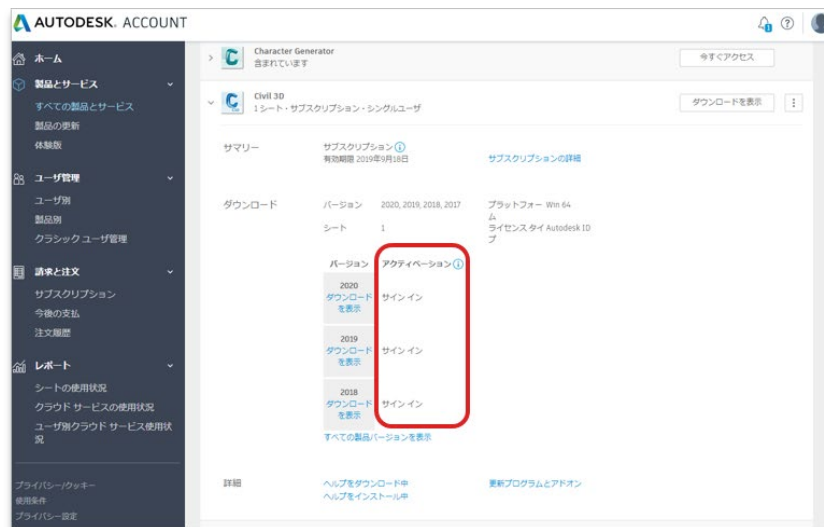 AUTODESK. ACCOUNT
1
ホーム
製品とサービス
すべての製品とサービス
製品の更新
体験版
ユーザ管理
ユーザ別
製品別
クラシック ユーザ管理
請求と注文
サブスクリプション
今後の支払
注文履歴
レポート
シートの使用状況
クラウド サービスの使用状況
ユーザ別クラウド サービス使用状
況
プライバシー/クッキー
使用条件
プライバシー設定
Character Generator
含まれています
今すぐアクセス
Civil 3D
1 シート・サブスクリプション・シングルユーザ
ダウンロードを表示
サマリー
サブスクリプション
有効期限 2019年9月18日
サブスクリプションの詳細
ダウンロード
バージョン 2020, 2019, 2018, 2017
プラットフォー Win 64
ム
シート 1
ライセンス タイ Autodesk ID
プ
バージョン アクティベーション
2020
ダウンロード
を表示
サイン イン
2019
ダウンロード
を表示
サイン イン
2018
ダウンロード
を表示
サイン イン
すべての製品バージョンを表示
詳細
ヘルプをダウンロード中
ヘルプをインストール中
更新プログラムとアドオン